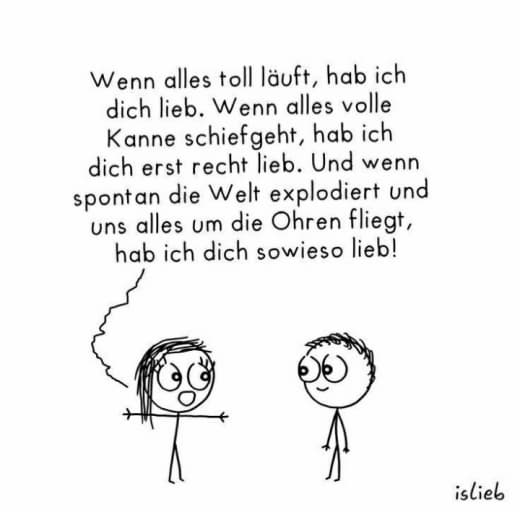 Wenn alles toll läuft, hab ich
dich lieb. Wenn alles volle
Kanne schiefgeht, hab ich
dich erst recht lieb. Und wenn
spontan die Welt explodiert und
uns alles um die Ohren fliegt,
hab ich dich sowieso lieb!
islieb